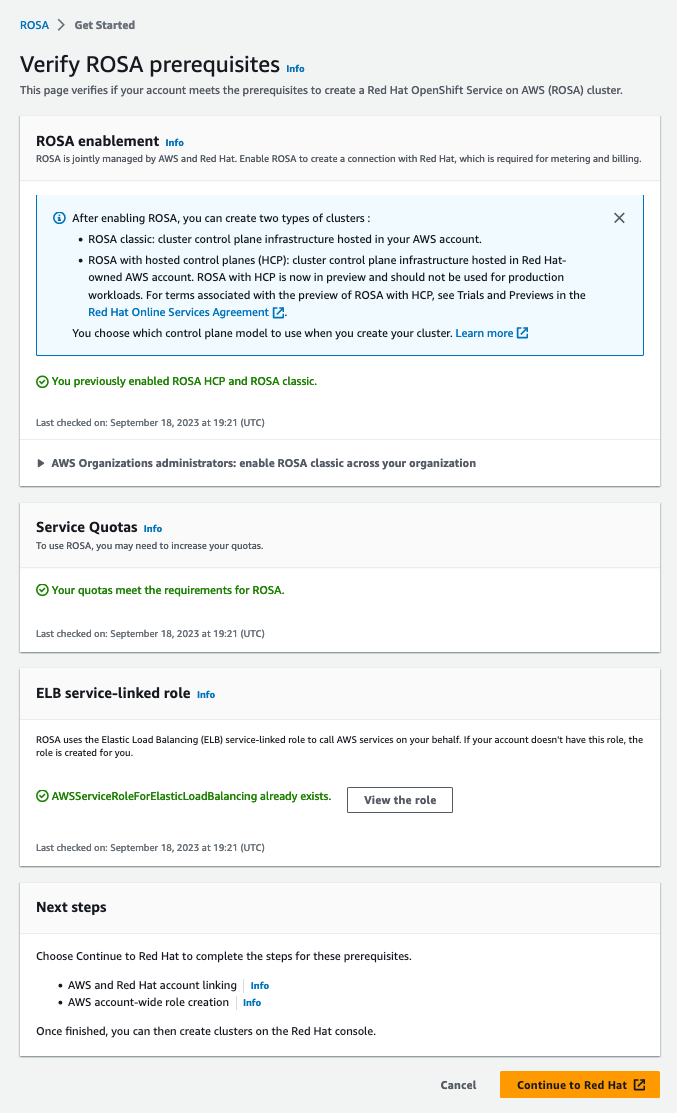 ROSA > Get Started
Verify ROSA prerequisites Info
This page verifies if your account meets the prerequisites to create a Red Hat OpenShift Service on AWS (ROSA) cluster.
ROSA enablement Info
ROSA is jointly managed by AWS and Red Hat. Enable ROSA to create a connection with Red Hat, which is required for metering and billing.
After enabling ROSA, you can create two types of clusters :
• ROSA classic: cluster control plane infrastructure hosted in your AWS account.
• ROSA with hosted control planes (HCP): cluster control plane infrastructure hosted in Red Hat-
owned AWS account. ROSA with HCP is now in preview and should not be used for production
workloads. For terms associated with the preview of ROSA with HCP, see Trials and Previews in the
Red Hat Online Services Agreement.
You choose which control plane model to use when you create your cluster. Learn more
You previously enabled ROSA HCP and ROSA classic.
Last checked on: September 18, 2023 at 19:21 (UTC)
AWS Organizations administrators: enable ROSA classic across your organization
Service Quotas Info
To use ROSA, you may need to increase your quotas.
Your quotas meet the requirements for ROSA.
Last checked on: September 18, 2023 at 19:21 (UTC)
ELB service-linked role Info
ROSA uses the Elastic Load Balancing (ELB) service-linked role to call AWS services on your behalf. If your account doesn't have this role, the
role is created for you.
AWSServiceRoleForElasticLoadBalancing already exists. View the role
Last checked on: September 18, 2023 at 19:21 (UTC)
Next steps
Choose Continue to Red Hat to complete the steps for these prerequisites.
• AWS and Red Hat account linking | Info
• AWS account-wide role creation | Info
Once finished, you can then create clusters on the Red Hat console.
Cancel Continue to Red Hat